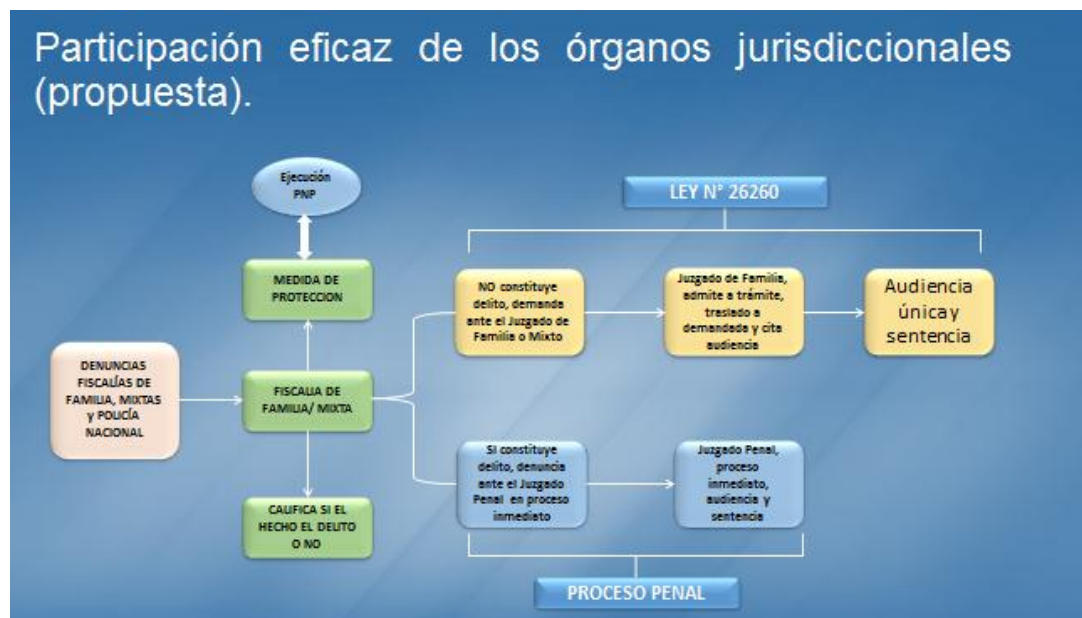 Participación eficaz de los órganos jurisdiccionales
(propuesta).
Ejecución
PNP
LEY N° 26260
MEDIDA DE
PROTECCION
NO constituye
delito, demanda
ante el Juzgado de
Familia o Mixto
Juzgado de Familia,
admite a trámite,
traslado a
demandada y cita
audiencia
Audiencia
única y
sentencia
DENUNCIAS
FISCALÍAS DE
FAMILIA, MIXTAS
y POLICÍA
NACIONAL
FISCALIA DE
FAMILIA/ MIXTA
SI constituye
delito, denuncia
ante el Juzgado
Penal en proceso
inmediato
Juzgado Penal,
proceso
inmediato,
audiencia y
sentencia
CALIFICA SI EL
HECHO EL DELITO
O NO
PROCESO PENAL